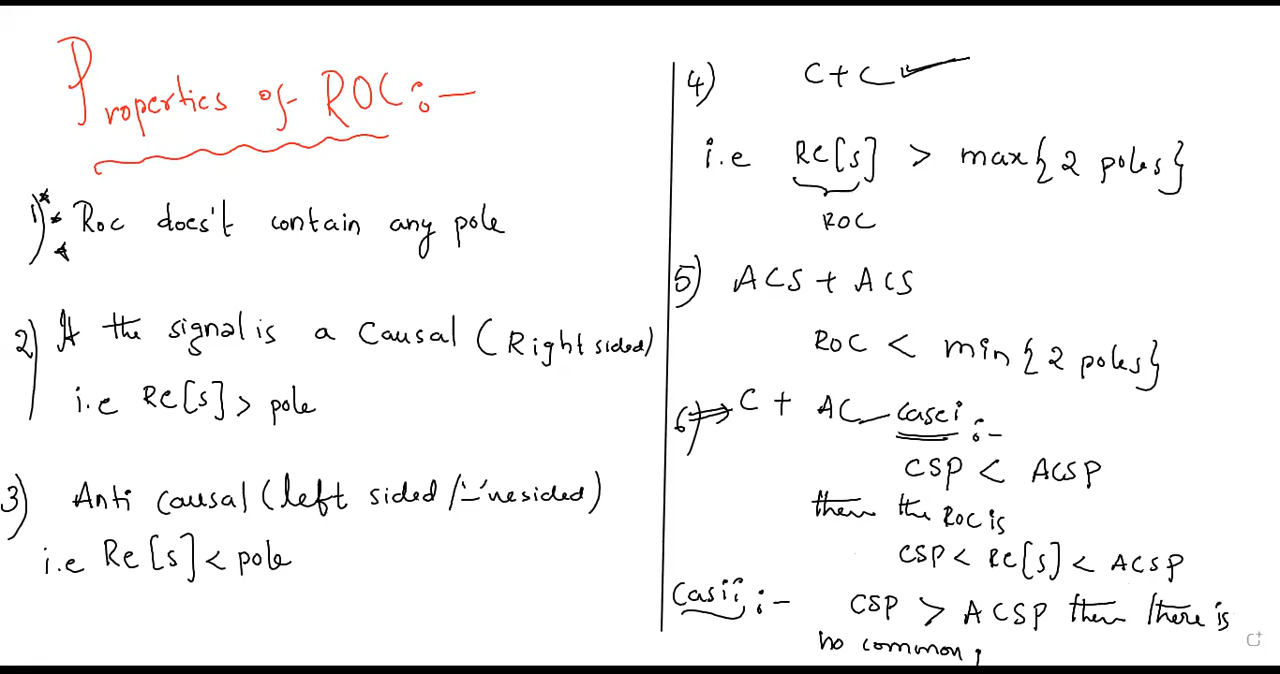 Properties of ROC:-
1) Roc does't contain any pole
2) If the signal is a causal (Right sided)
i.e Re[s] > pole
3) Anti causal (left sided /-'ve sided)
i.e Re[s] < pole
4) C + C ✓
i.e Re[s] > max{2 poles}
ROC
5) ACS + ACS
ROC < min{2 poles}
6) ⇒ C + AC - case i :-
CSP < ACSP
then the ROC is
CSP < Re[s] < ACSP
Casii :- CSP > ACSP then there is
no common,